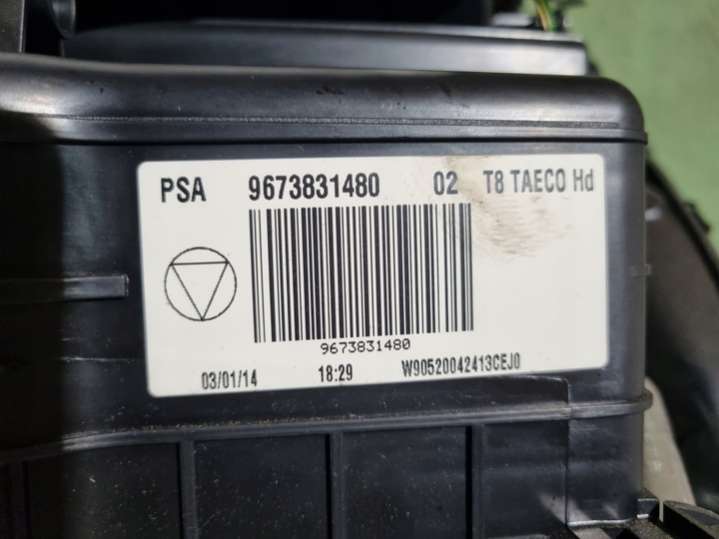 PSA 9673831480 02 T8 TAECO Hd
9673831480
03/01/14 18:29 W90520042413CEJ0